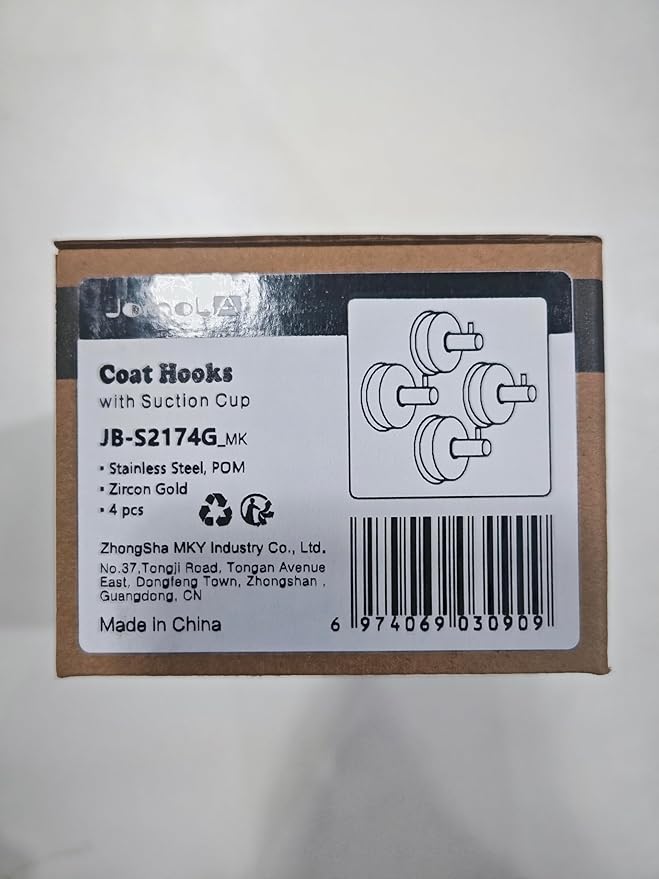 JomolA
Coat Hooks
with Suction Cup
JB-S2174G_MK
• Stainless Steel, POM
• Zircon Gold
• 4 pcs
ZhongSha MKY Industry Co., Ltd.
No.37,Tongji Road, Tongan Avenue
East, Dongfeng Town, Zhongshan ,
Guangdong, CN
Made in China
6 974069 030909